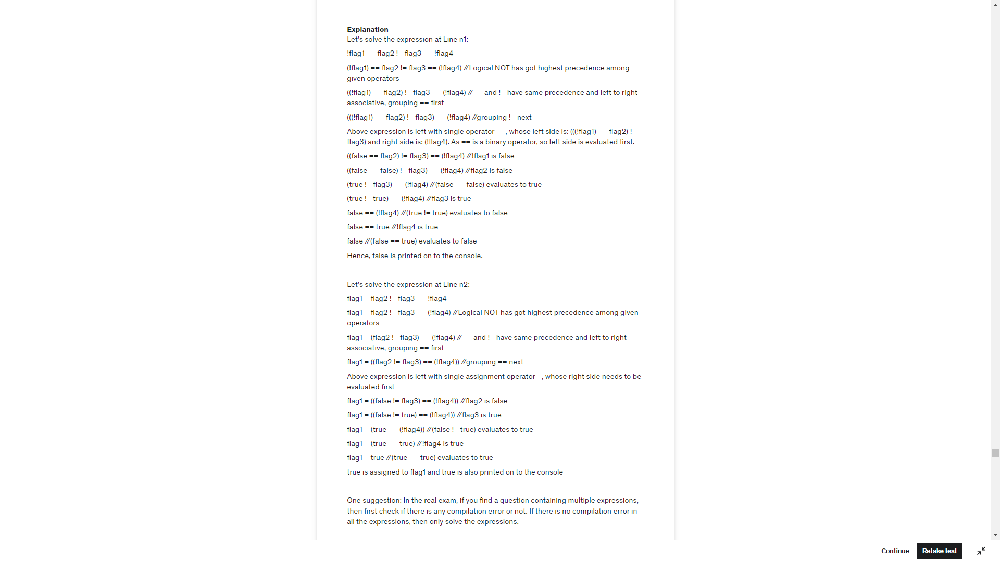 Explanation
Let's solve the expression at Line n1:
!flag1 == flag2 != flag3 == !flag4
(!flag1) == flag2 != flag3 == (!flag4) //Logical NOT has got highest precedence among
given operators
((!flag1) == flag2) != flag3 == (!flag4) //== and != have same precedence and left to right
associative, grouping == first
(((!flag1) == flag2) != flag3) == (!flag4) //grouping != next
Above expression is left with single operator ==, whose left side is: (((!flag1) == flag2) !=
flag3) and right side is: (!flag4). As == is a binary operator, so left side is evaluated first.
((false == flag2) != flag3) == (!flag4) //!flag1 is false
((false == false) != flag3) == (!flag4) //flag2 is false
(true != flag3) == (!flag4) //(false == false) evaluates to true
(true != true) == (!flag4) //flag3 is true
false == (!flag4) //(true != true) evaluates to false
false == true //!flag4 is true
false //(false == true) evaluates to false
Hence, false is printed on to the console.
Let's solve the expression at Line n2:
flag1 = flag2 != flag3 == !flag4
flag1 = flag2 != flag3 == (!flag4) //Logical NOT has got highest precedence among given
operators
flag1 = (flag2 != flag3) == (!flag4) //== and != have same precedence and left to right
associative, grouping == first
flag1 = ((flag2 != flag3) == (!flag4)) //grouping == next
Above expression is left with single assignment operator =, whose right side needs to be
evaluated first
flag1 = ((false != flag3) == (!flag4)) //flag2 is false
flag1 = ((false != true) == (!flag4)) //flag3 is true
flag1 = (true == (!flag4)) //(false != true) evaluates to true
flag1 = (true == true) //!flag4 is true
flag1 = true //(true == true) evaluates to true
true is assigned to flag1 and true is also printed on to the console
One suggestion: In the real exam, if you find a question containing multiple expressions,
then first check if there is any compilation error or not. If there is no compilation error in
all the expressions, then only solve the expressions.
Continue
Retake test